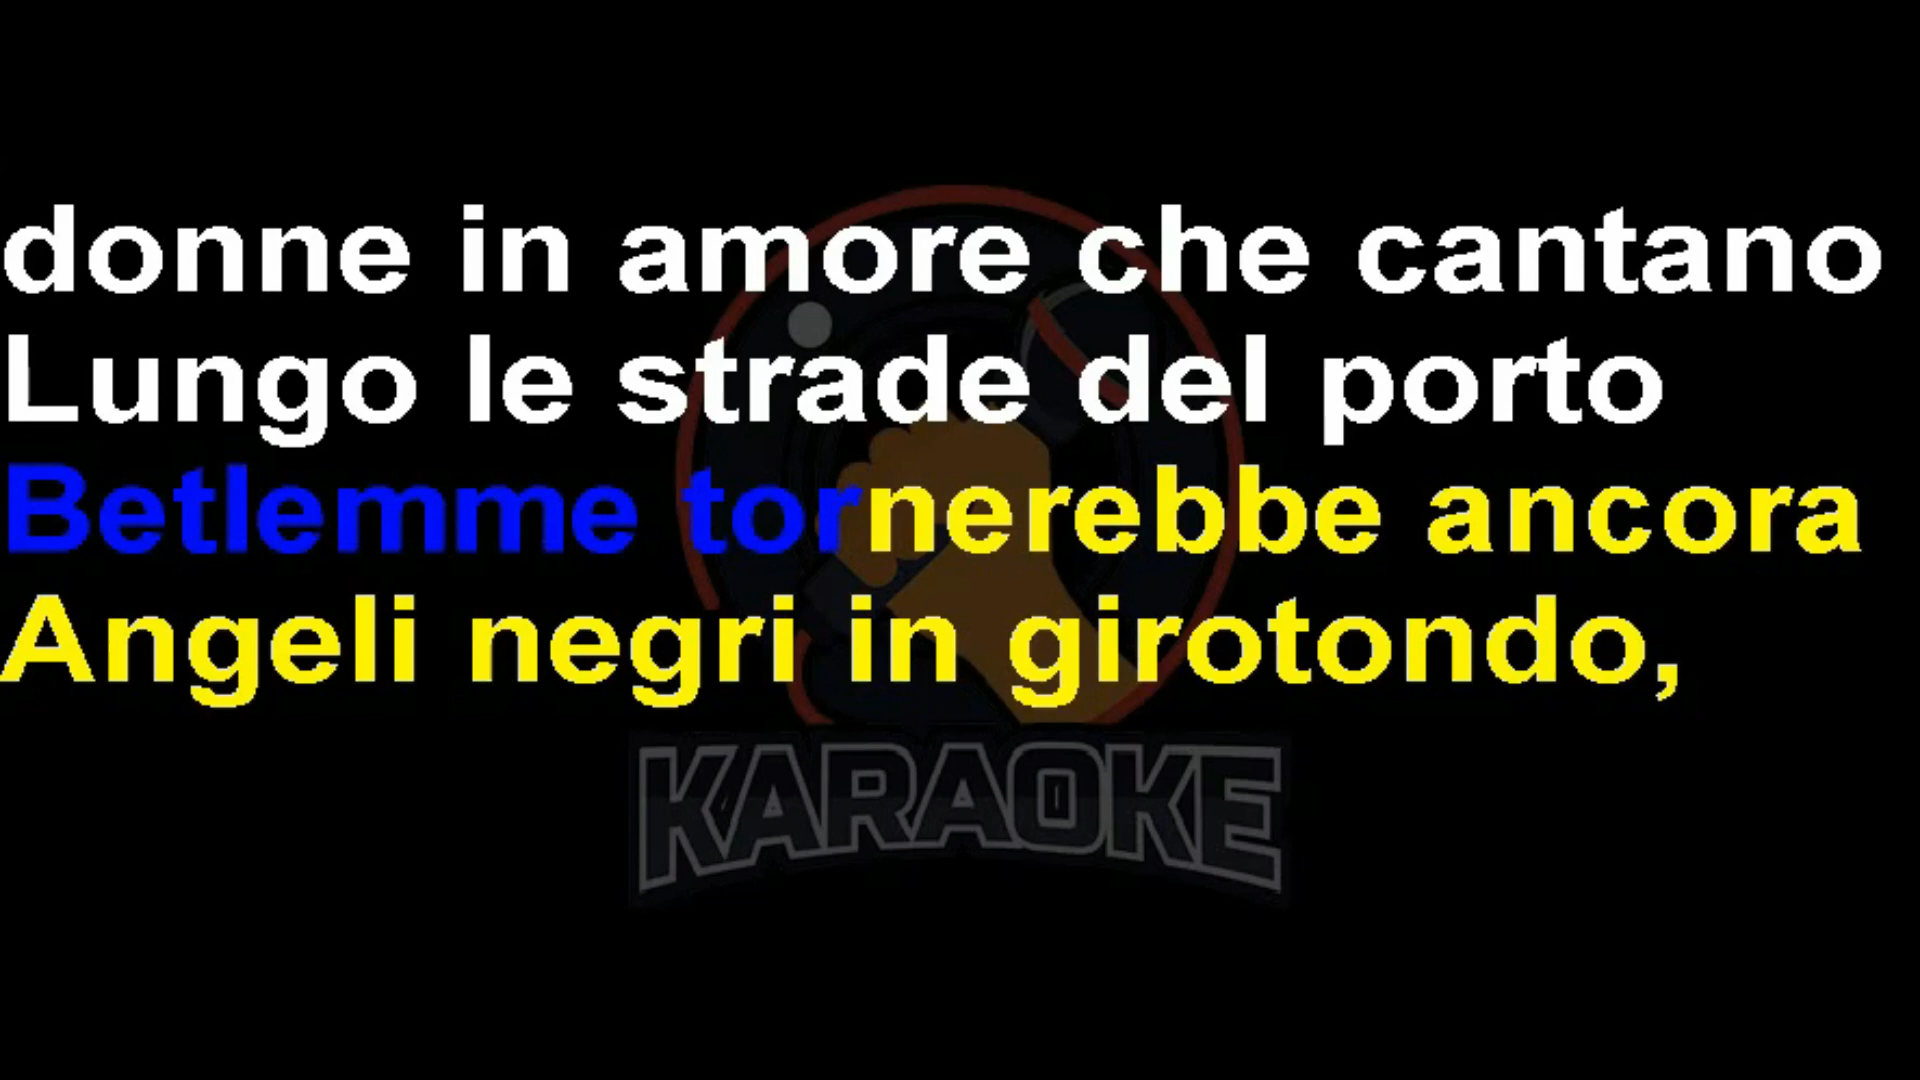 donne in amore che cantano
Lungo le strade del porto
Betlemme tornerebbe ancora
Angeli negri in girotondo,
KARAOKE